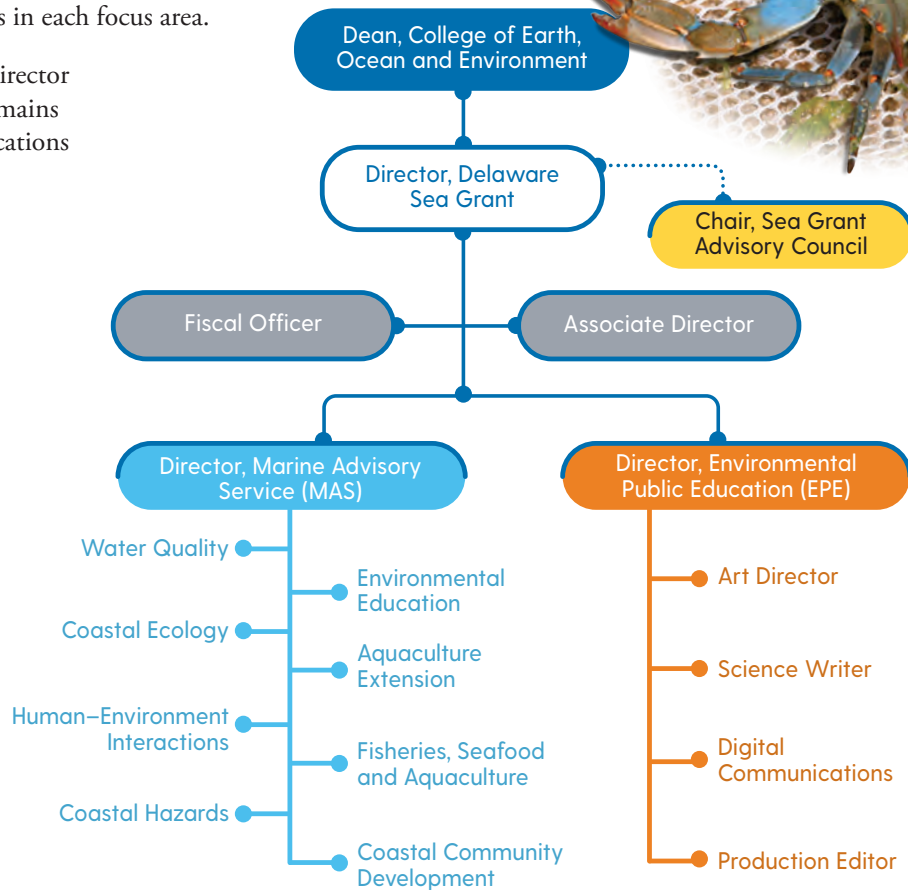 s in each focus area.
irector
mains
cations
Dean, College of Earth,
Ocean and Environment
Director, Delaware
Sea Grant
Chair, Sea Grant
Advisory Council
Fiscal Officer
Associate Director
Director, Marine Advisory
Service (MAS)
Water Quality
Environmental
Education
Coastal Ecology
Aquaculture
Extension
Human–Environment
Interactions
Fisheries, Seafood
and Aquaculture
Coastal Hazards
Coastal Community
Development
Director, Environmental
Public Education (EPE)
Art Director
Science Writer
Digital
Communications
Production Editor